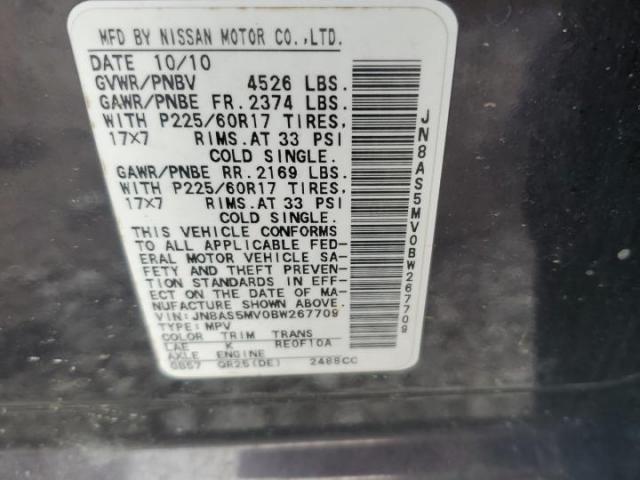 MFD BY NISSAN MOTOR CO.,LTD.
DATE 10/10
GVWR/PNBV 4526 LBS.
GAWR/PNBE FR. 2374 LBS.
WITH P225/60R17 TIRES,
17X7 RIMS.AT 33 PSI
COLD SINGLE.
GAWR/PNBE RR. 2169 LBS.
WITH P225/60R17 TIRES,
17X7 RIMS.AT 33 PSI
COLD SINGLE.
THIS VEHICLE CONFORMS
TO ALL APPLICABLE FED-
ERAL MOTOR VEHICLE SA-
FETY AND THEFT PREVEN-
TION STANDARDS IN EFF-
ECT ON THE DATE OF MA-
NUFACTURE SHOWN ABOVE.
VIN: JN8AS5MV0BW267709
TYPE: MPV
COLOR TRIM TRANS
LAE K RE0F10A
AXLE ENGINE
GB57 QR25(DE) 2488CC
JN8AS5MV0BW267709